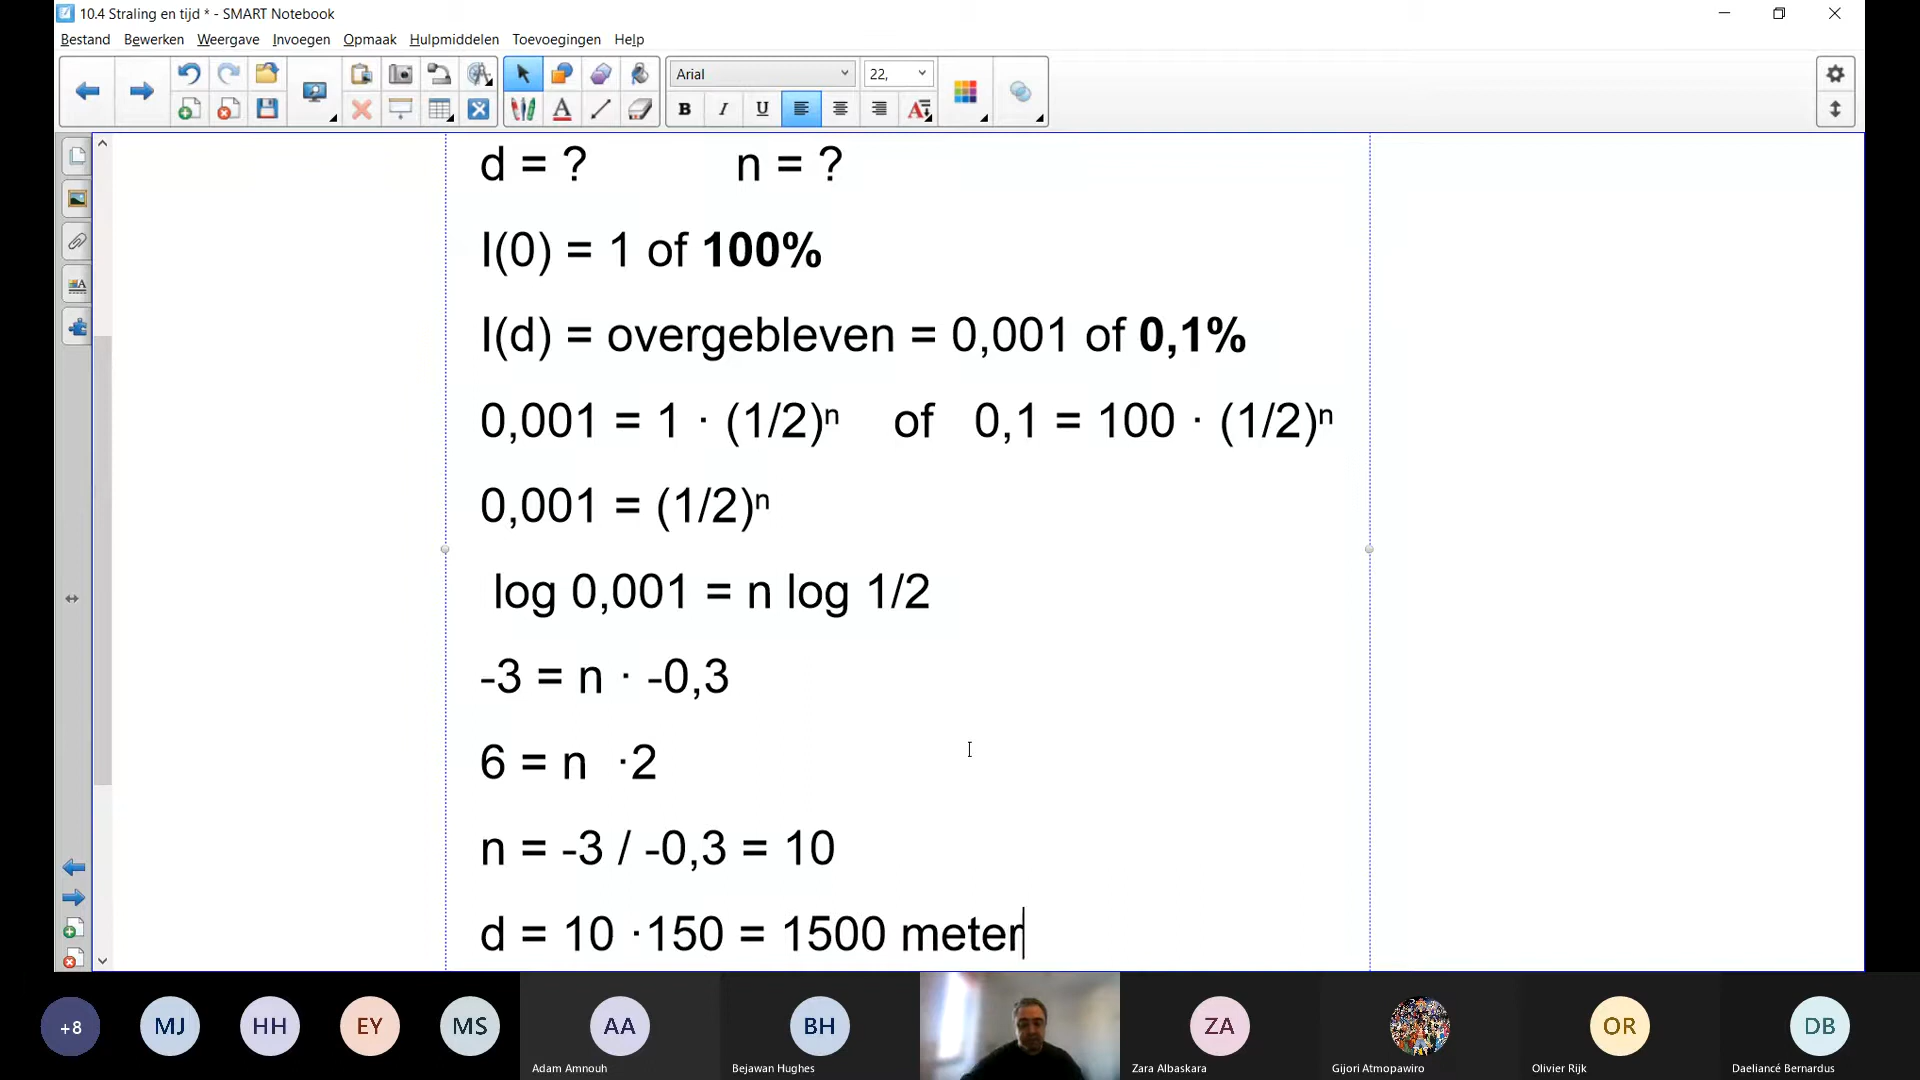 10.4 Straling en tijd * - SMART Notebook
Bestand Bewerken Weergave Invoegen Opmaak Hulpmiddelen Toevoegingen Help
Arial 22,
B I U A
d = ? n = ?
I(0) = 1 of 100%
I(d) = overgebleven = 0,001 of 0,1%
0,001 = 1 · (1/2)ⁿ of 0,1 = 100 · (1/2)ⁿ
0,001 = (1/2)ⁿ
log 0,001 = n log 1/2
-3 = n · -0,3
6 = n ·2
n = -3 / -0,3 = 10
d = 10 ·150 = 1500 meter
+8 MJ HH EY MS AA BH ZA OR DB
Adam Amnouh Bejawan Hughes Zara Albaskara Gijori Atmopawiro Olivier Rijk Daeliancé Bernardus